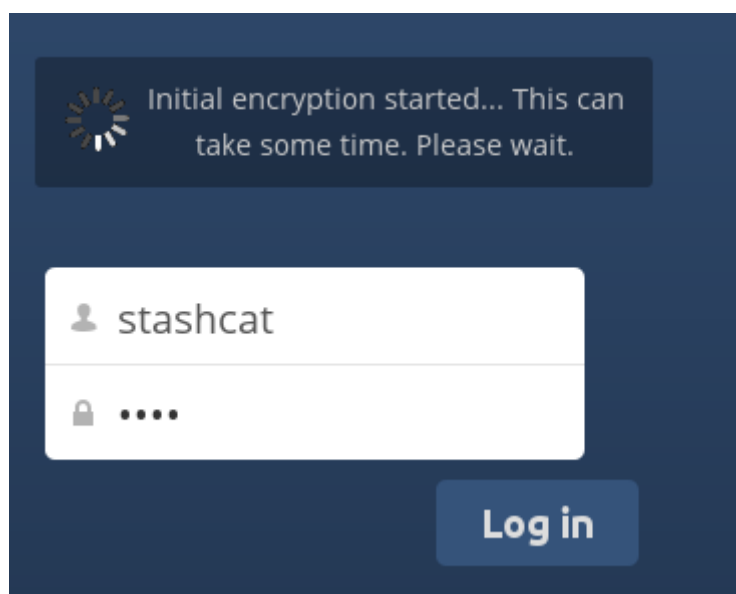 Initial encryption started... This can
take some time. Please wait.
stashcat
••••
Log in